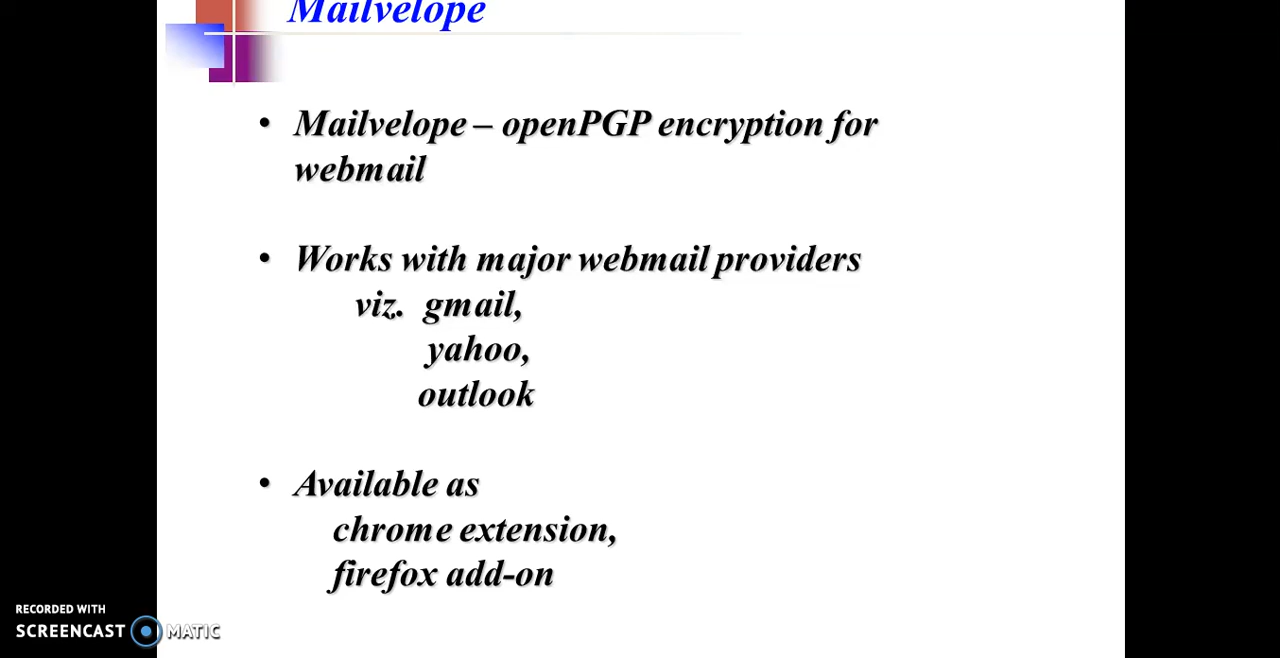 Mailvelope
• Mailvelope – openPGP encryption for
webmail
• Works with major webmail providers
viz. gmail,
yahoo,
outlook
• Available as
chrome extension,
firefox add-on
RECORDED WITH
SCREENCAST MATIC